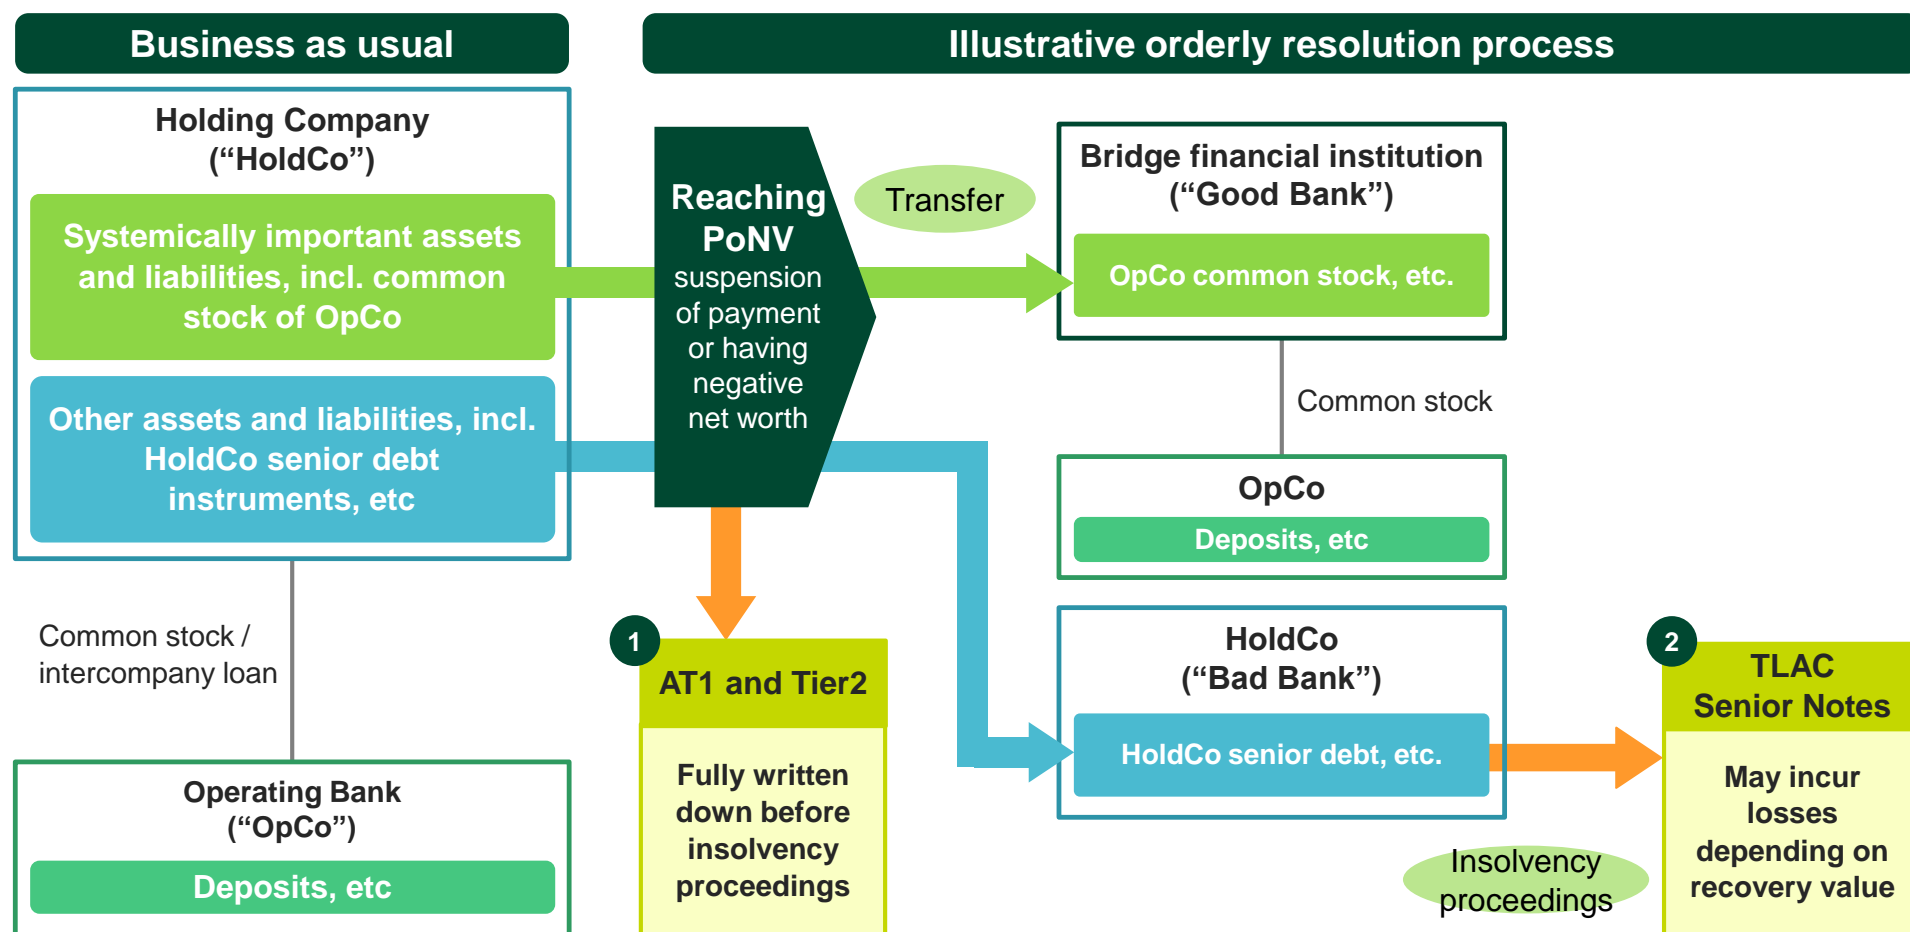 Business as usual
Illustrative orderly resolution process
Holding Company
(“HoldCo”)
Systemically important assets
and liabilities, incl. common
stock of OpCo
Other assets and liabilities, incl.
HoldCo senior debt
instruments, etc
Common stock /
intercompany loan
Operating Bank
(“OpCo”)
Deposits, etc
Reaching
PoNV
suspension
of payment
or having
negative
net worth
Transfer
Bridge financial institution
(“Good Bank”)
OpCo common stock, etc.
Common stock
OpCo
Deposits, etc
1
AT1 and Tier2
Fully written
down before
insolvency
proceedings
HoldCo
(“Bad Bank”)
HoldCo senior debt, etc.
Insolvency
proceedings
2
TLAC
Senior Notes
May incur
losses
depending on
recovery value